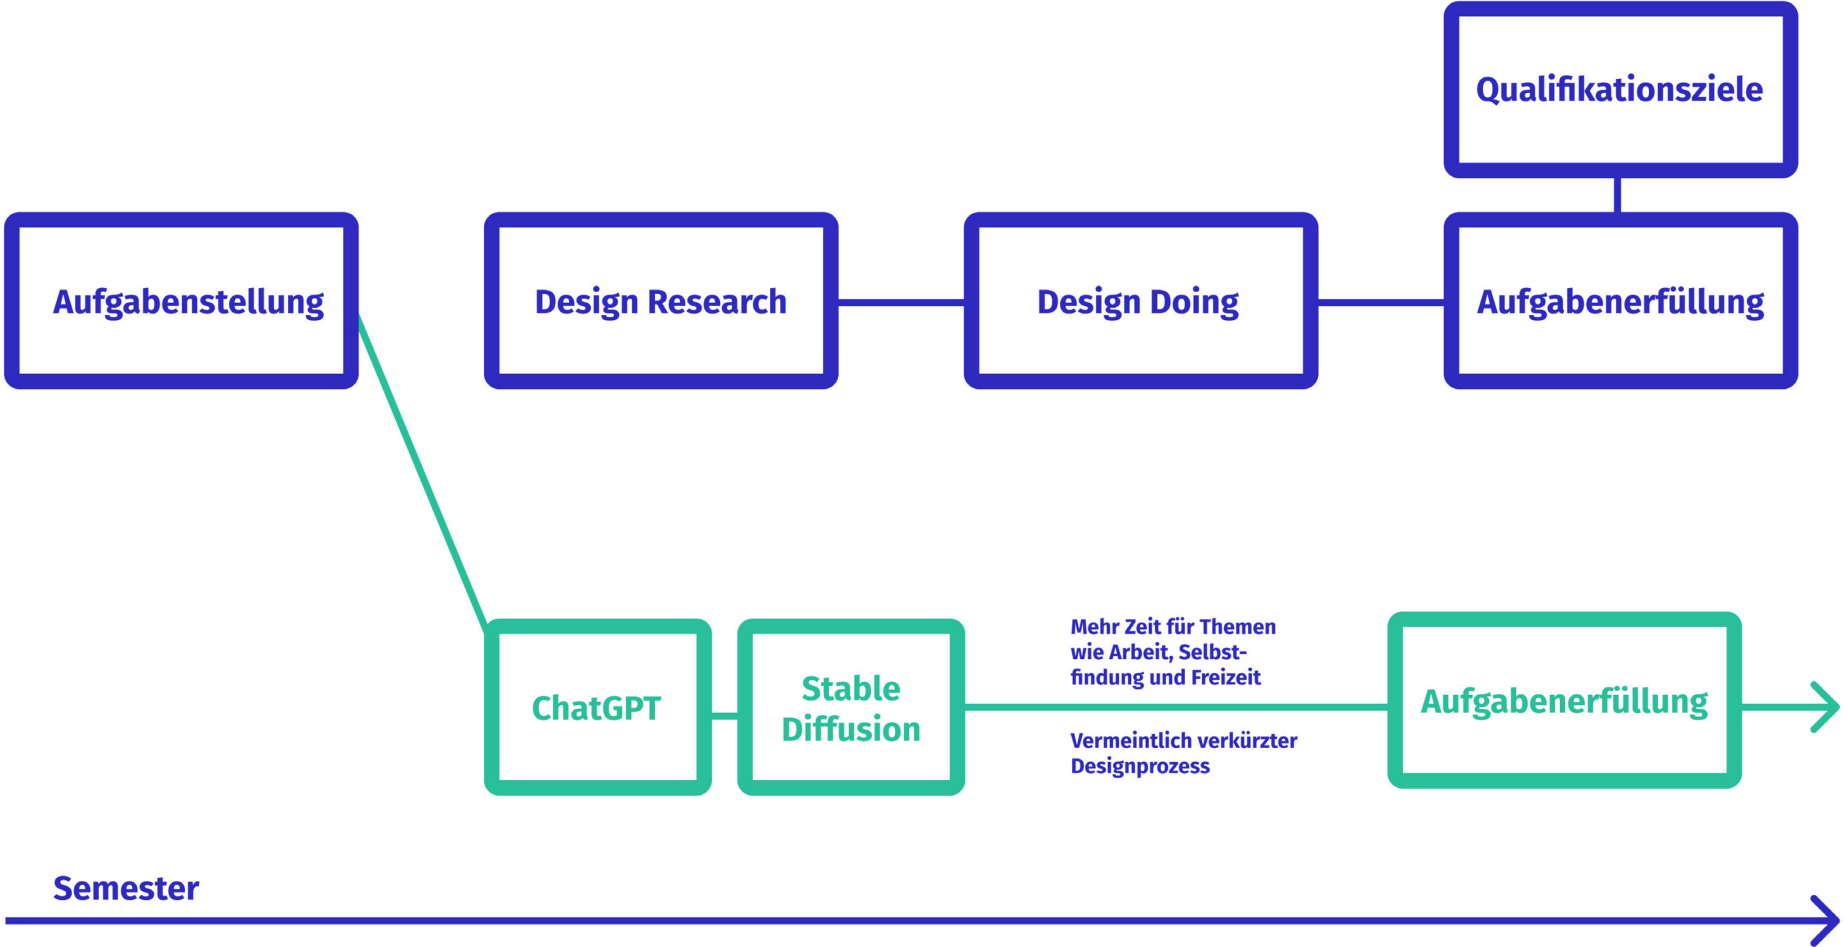 Qualifikationsziele
Aufgabenstellung
Design Research
Design Doing
Aufgabenerfüllung
ChatGPT
Stable
Diffusion
Mehr Zeit für Themen
wie Arbeit, Selbst-
findung und Freizeit
Vermeintlich verkürzter
Designprozess
Aufgabenerfüllung
Semester